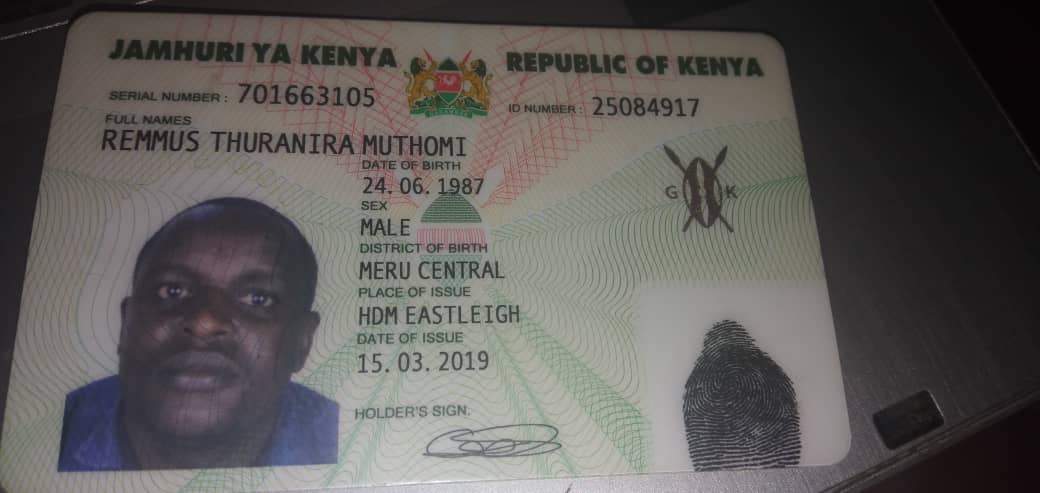 JAMHURI YA KENYA REPUBLIC OF KENYA
SERIAL NUMBER : 701663105 ID NUMBER : 25084917
FULL NAMES
REMMUS THURANIRA MUTHOMI
DATE OF BIRTH
24. 06. 1987
SEX
MALE
G K
DISTRICT OF BIRTH
MERU CENTRAL
PLACE OF ISSUE
HDM EASTLEIGH
DATE OF ISSUE
15. 03. 2019
HOLDER'S SIGN.